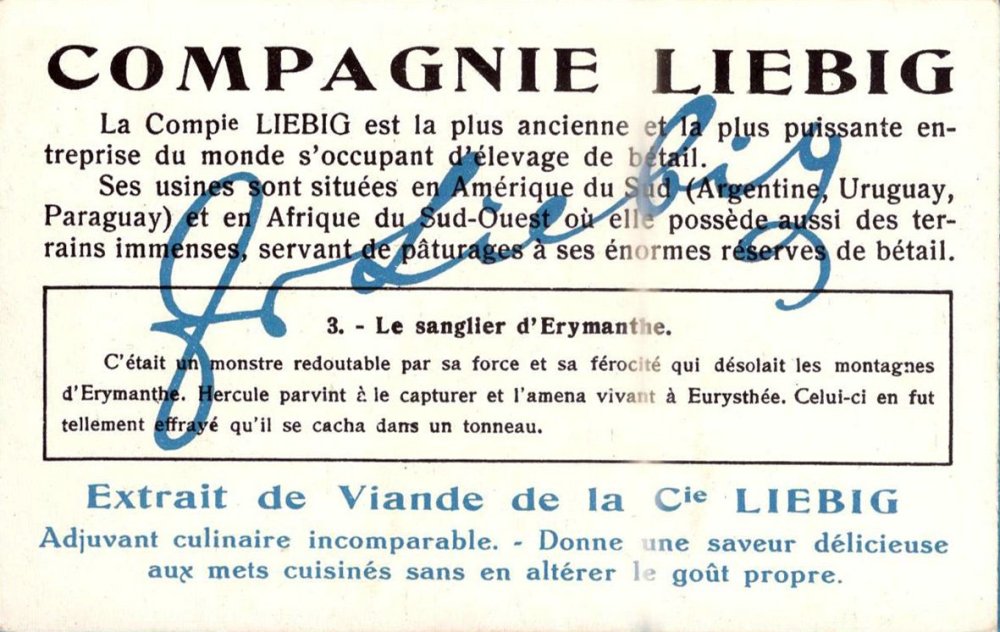 COMPAGNIE LIEBIG
La Compie LIEBIG est la plus ancienne et la plus puissante en-
treprise du monde s'occupant d'élevage de bétail.
Ses usines sont situées en Amérique du Sud (Argentine, Uruguay,
Paraguay) et en Afrique du Sud-Ouest où elle possède aussi des ter-
rains immenses, servant de pâturages à ses énormes réserves de bétail.
J v Liebig
3. - Le sanglier d'Erymanthe.
C'était un monstre redoutable par sa force et sa férocité qui désolait les montagnes
d'Erymanthe. Hercule parvint à le capturer et l'amena vivant à Eurysthée. Celui-ci en fut
tellement effrayé qu'il se cacha dans un tonneau.
Extrait de Viande de la Cie LIEBIG
Adjuvant culinaire incomparable. - Donne une saveur délicieuse
aux mets cuisinés sans en altérer le goût propre.